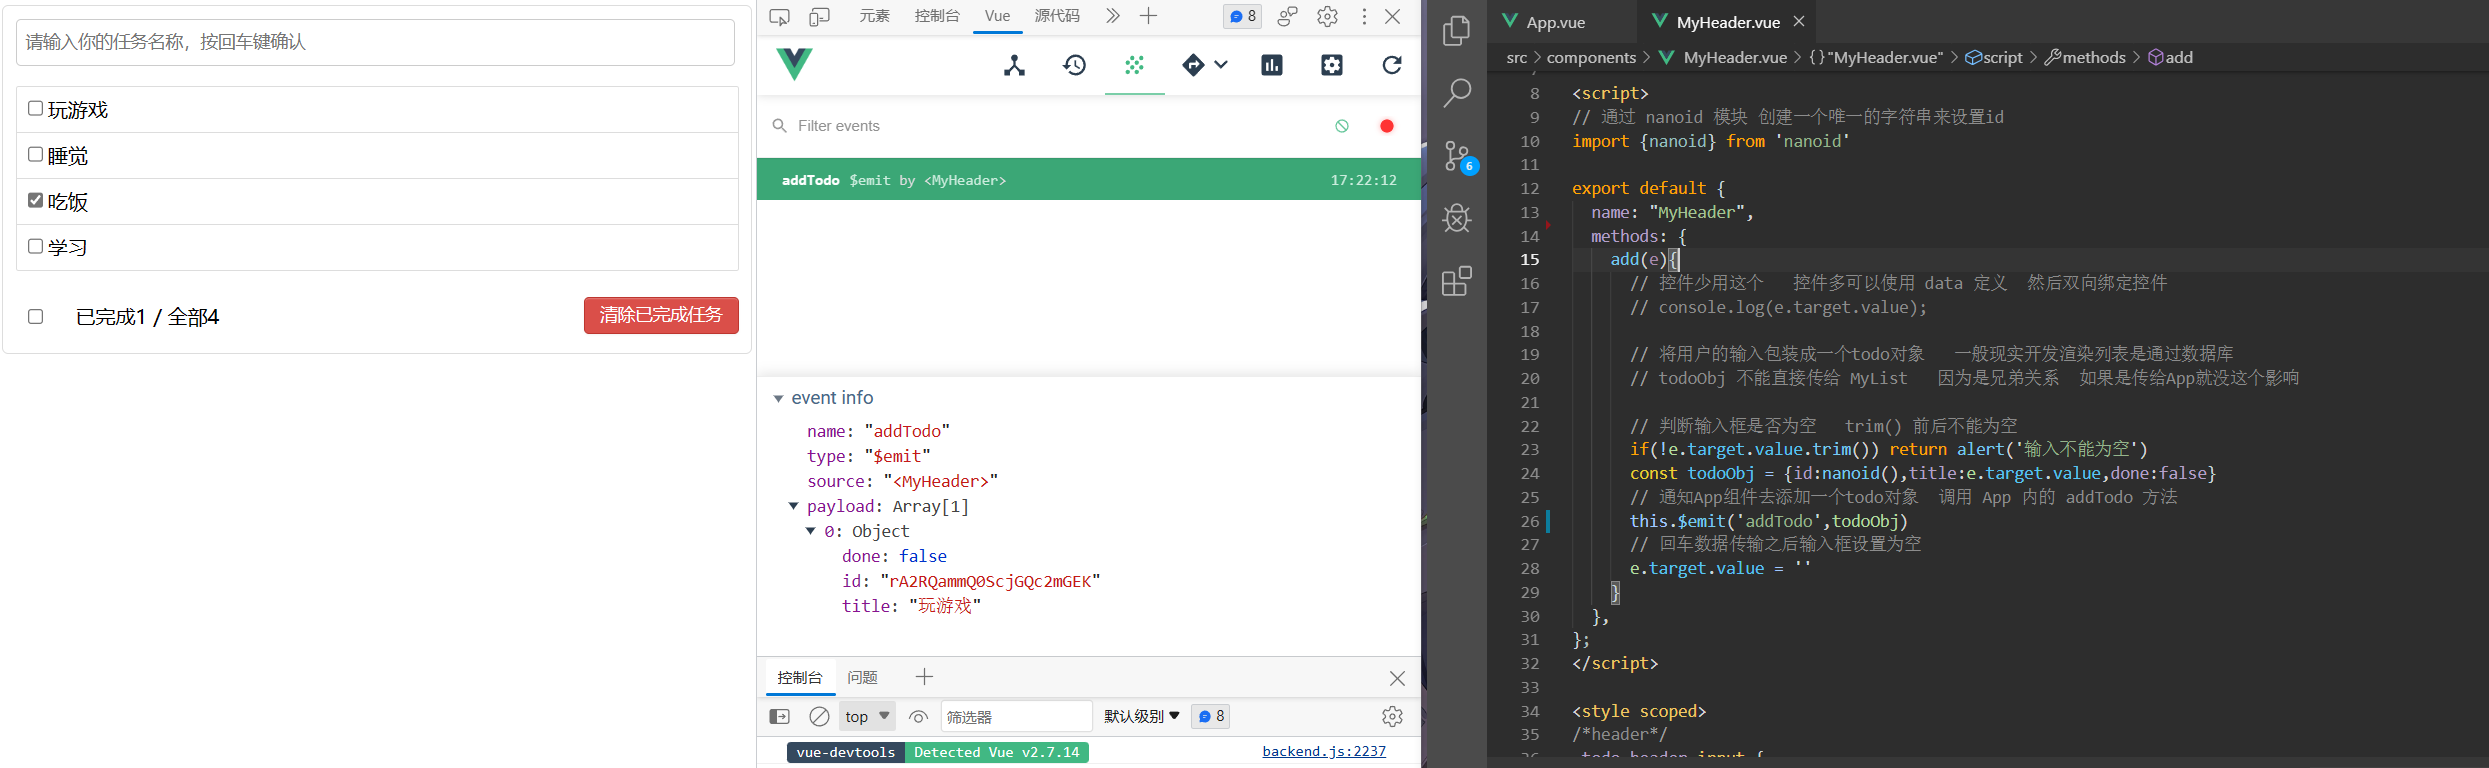 请输入你的任务名称，按回车键确认
玩游戏
睡觉
吃饭
学习
已完成1 / 全部4
清除已完成任务
元素 控制台 Vue 源代码 8
Filter events
addTodo $emit by <MyHeader> 17:22:12
event info
name: "addTodo"
type: "$emit"
source: "<MyHeader>"
payload: Array[1]
0: Object
done: false
id: "rA2RQammQ0ScjGQc2mGEK"
title: "玩游戏"
控制台 问题
top 筛选器 默认级别 8
vue-devtools Detected Vue v2.7.14 backend.js:2237
6
App.vue MyHeader.vue
src > components > MyHeader.vue > {} "MyHeader.vue" > script > methods > add
8 <script>
9 // 通过 nanoid 模块 创建一个唯一的字符串来设置id
10 import {nanoid} from 'nanoid'
11
12 export default {
13 name: "MyHeader",
14 methods: {
15 add(e){
16 // 控件少用这个 控件多可以使用 data 定义 然后双向绑定控件
17 // console.log(e.target.value);
18
19 // 将用户的输入包装成一个todo对象 一般现实开发渲染列表是通过数据库
20 // todoObj 不能直接传给 MyList 因为是兄弟关系 如果是传给App就没这个影响
21
22 // 判断输入框是否为空 trim() 前后不能为空
23 if(!e.target.value.trim()) return alert('输入不能为空')
24 const todoObj = {id:nanoid(),title:e.target.value,done:false}
25 // 通知App组件去添加一个todo对象 调用 App 内的 addTodo 方法
26 this.$emit('addTodo',todoObj)
27 // 回车数据传输之后输入框设置为空
28 e.target.value = ''
29 }
30 },
31 };
32 </script>
33
34 <style scoped>
35 /*header*/
36 .todo-header input {